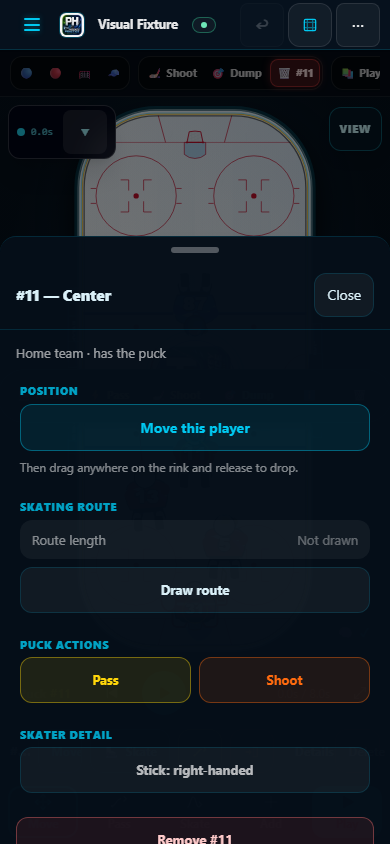 PH
Visual Fixture
Shoot
Dump
#11
Play
0.0s
VIEW
#11 — Center
Close
Home team · has the puck
POSITION
Move this player
Then drag anywhere on the rink and release to drop.
SKATING ROUTE
Route length
Not drawn
Draw route
PUCK ACTIONS
Pass
Shoot
SKATER DETAIL
Stick: right-handed
Remove #11